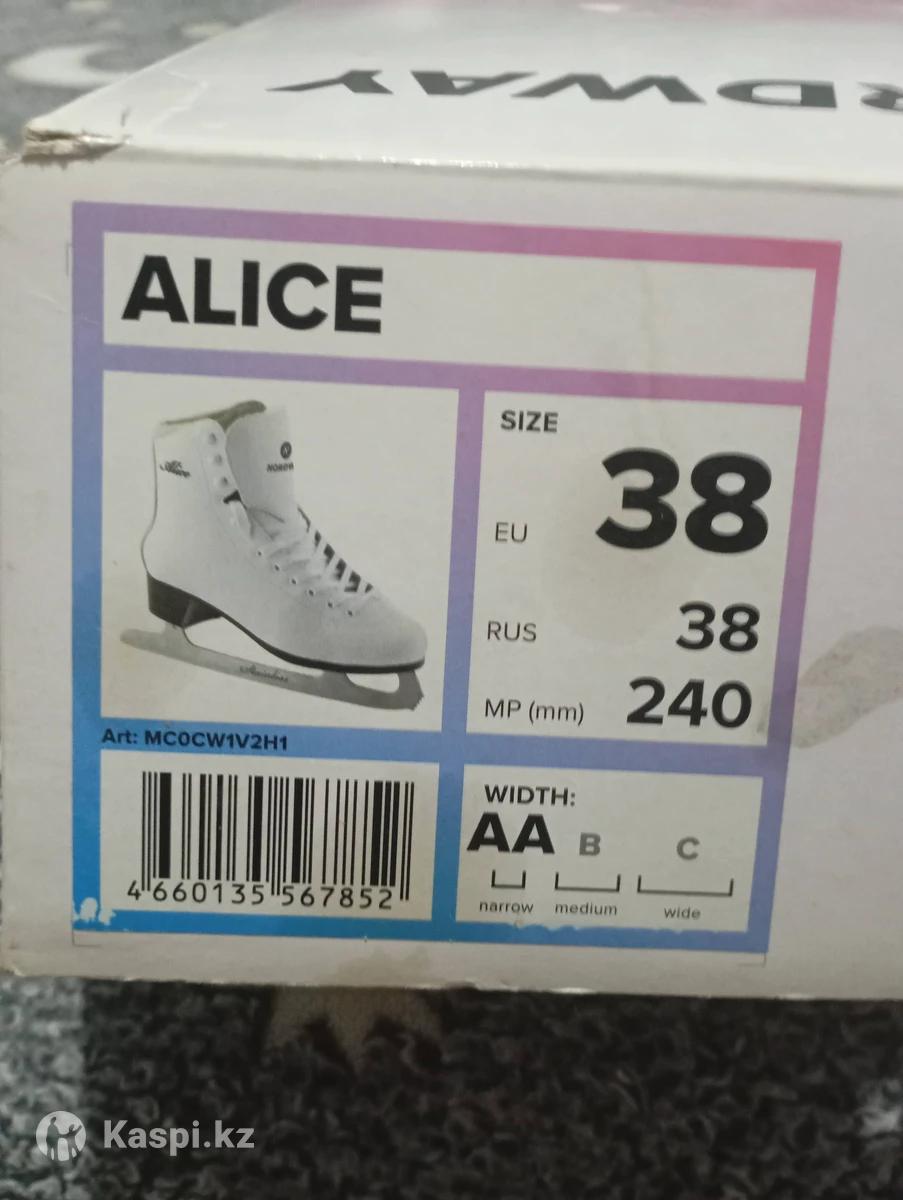 RDWAY
ALICE
NORDW
SIZE
EU 38
RUS 38
MP (mm) 240
Art: MC0CW1V2H1
4 660135 567852
WIDTH:
AA B C
narrow medium wide
Kaspi.kz